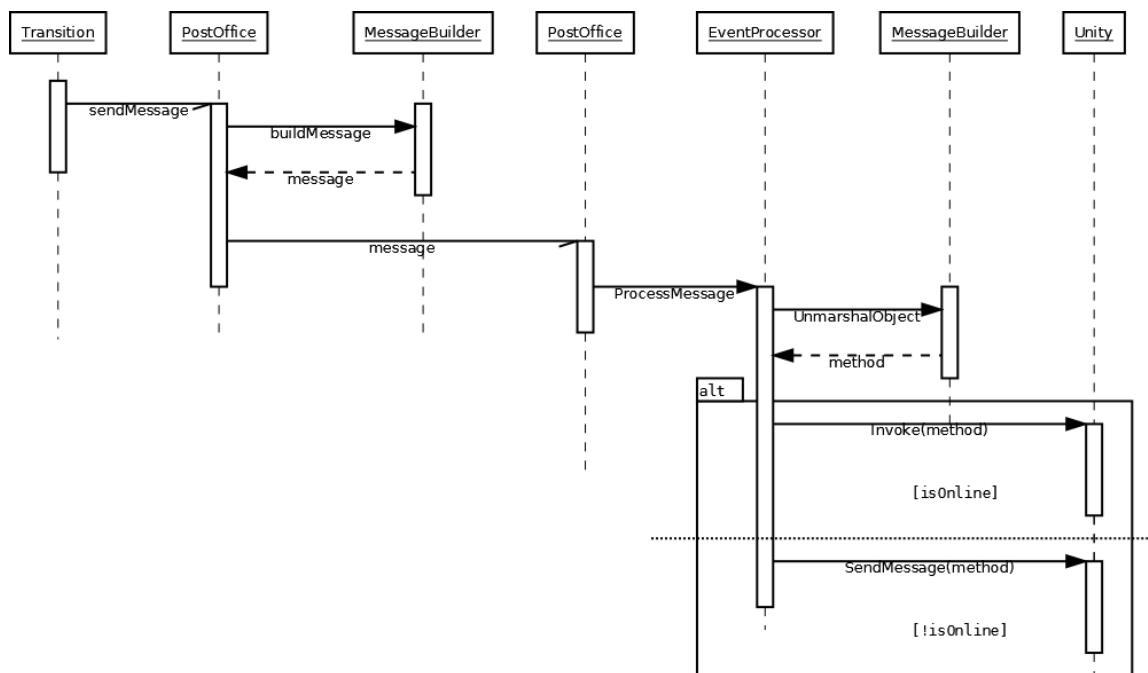 Transition
PostOffice
MessageBuilder
PostOffice
EventProcessor
MessageBuilder
Unity
sendMessage
buildMessage
message
message
ProcessMessage
UnmarshalObject
method
alt
Invoke(method)
[isOnline]
SendMessage(method)
[!isOnline]